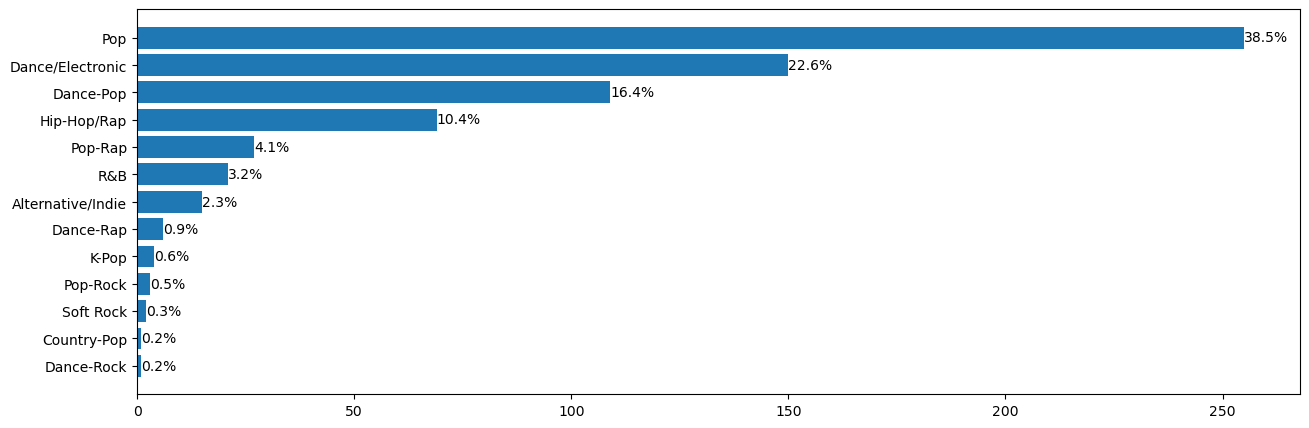 Pop 38.5%
Dance/Electronic 22.6%
Dance-Pop 16.4%
Hip-Hop/Rap 10.4%
Pop-Rap 4.1%
R&B 3.2%
Alternative/Indie 2.3%
Dance-Rap 0.9%
K-Pop 0.6%
Pop-Rock 0.5%
Soft Rock 0.3%
Country-Pop 0.2%
Dance-Rock 0.2%
0 50 100 150 200 250